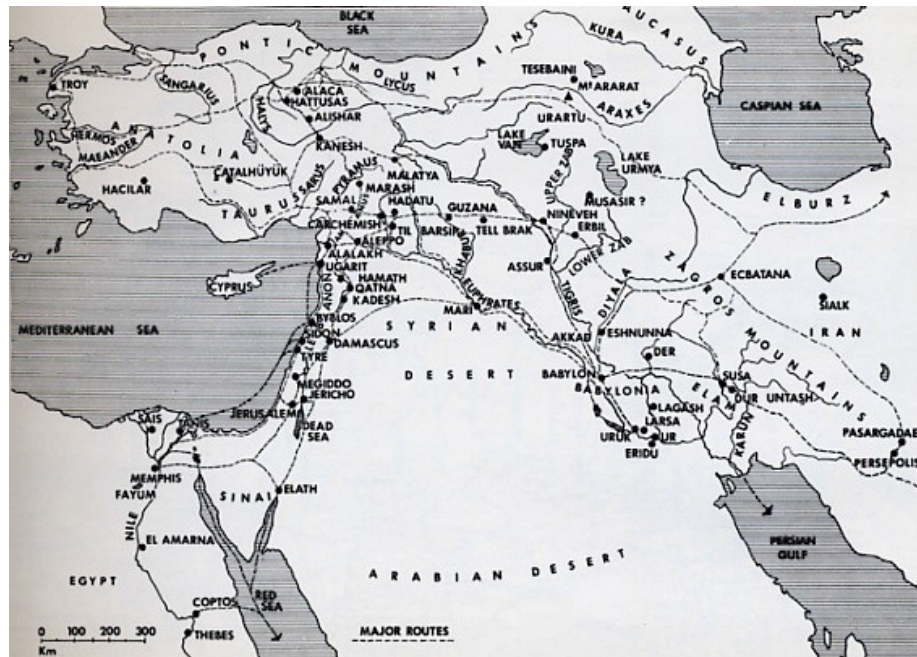 BLACK SEA
CAUCASUS
KURA
PONTIC MOUNTAINS
LYCUS
TESEBAINI
Mt ARARAT
ARAXES
CASPIAN SEA
TROY
SANGARIUS
HALYS
ALACA
HATTUSAS
ALISHAR
URARTU
ANATOLIA
HERMOS
MAEANDER
KANESH
LAKE VAN
TUSPA
LAKE URMYA
UPPER ZAB
HACILAR
CATALHÜYÜK
TAURUS
SARUS
PYRAMUS
MALATYA
MARASH
SAMAL
HADATU
GUZANA
MUSASIR ?
ELBURZ
CARCHEMISH
TIL BARSIP
TELL BRAK
NINEVEH
ERBIL
ALEPPO
KHABUR
LOWER ZAB
ALALAKH
UGARIT
ASSUR
ZAGROS MOUNTAINS
ECBATANA
CYPRUS
HAMATH
QATNA
KADESH
EUPHRATES
TIGRIS
DIYALA
SIALK
MARI
IRAN
MEDITERRANEAN SEA
BYBLOS
SIDON
DAMASCUS
SYRIAN DESERT
AKKAD
ESHNUNNA
TYRE
DER
MEGIDDO
JERICHO
BABYLON
BABYLONIA
ELAM
SUSA
DUR UNTASH
JERUSALEM
DEAD SEA
LAGASH
LARSA
URUK
UR
ERIDU
KARUN
PASARGADAE
PERSEPOLIS
SAIS
TANIS
MEMPHIS
FAYUM
SINAI
ELATH
NILE
EL AMARNA
PERSIAN GULF
ARABIAN DESERT
EGYPT
RED SEA
COPTOS
THEBES
0 100 300
Km
MAJOR ROUTES